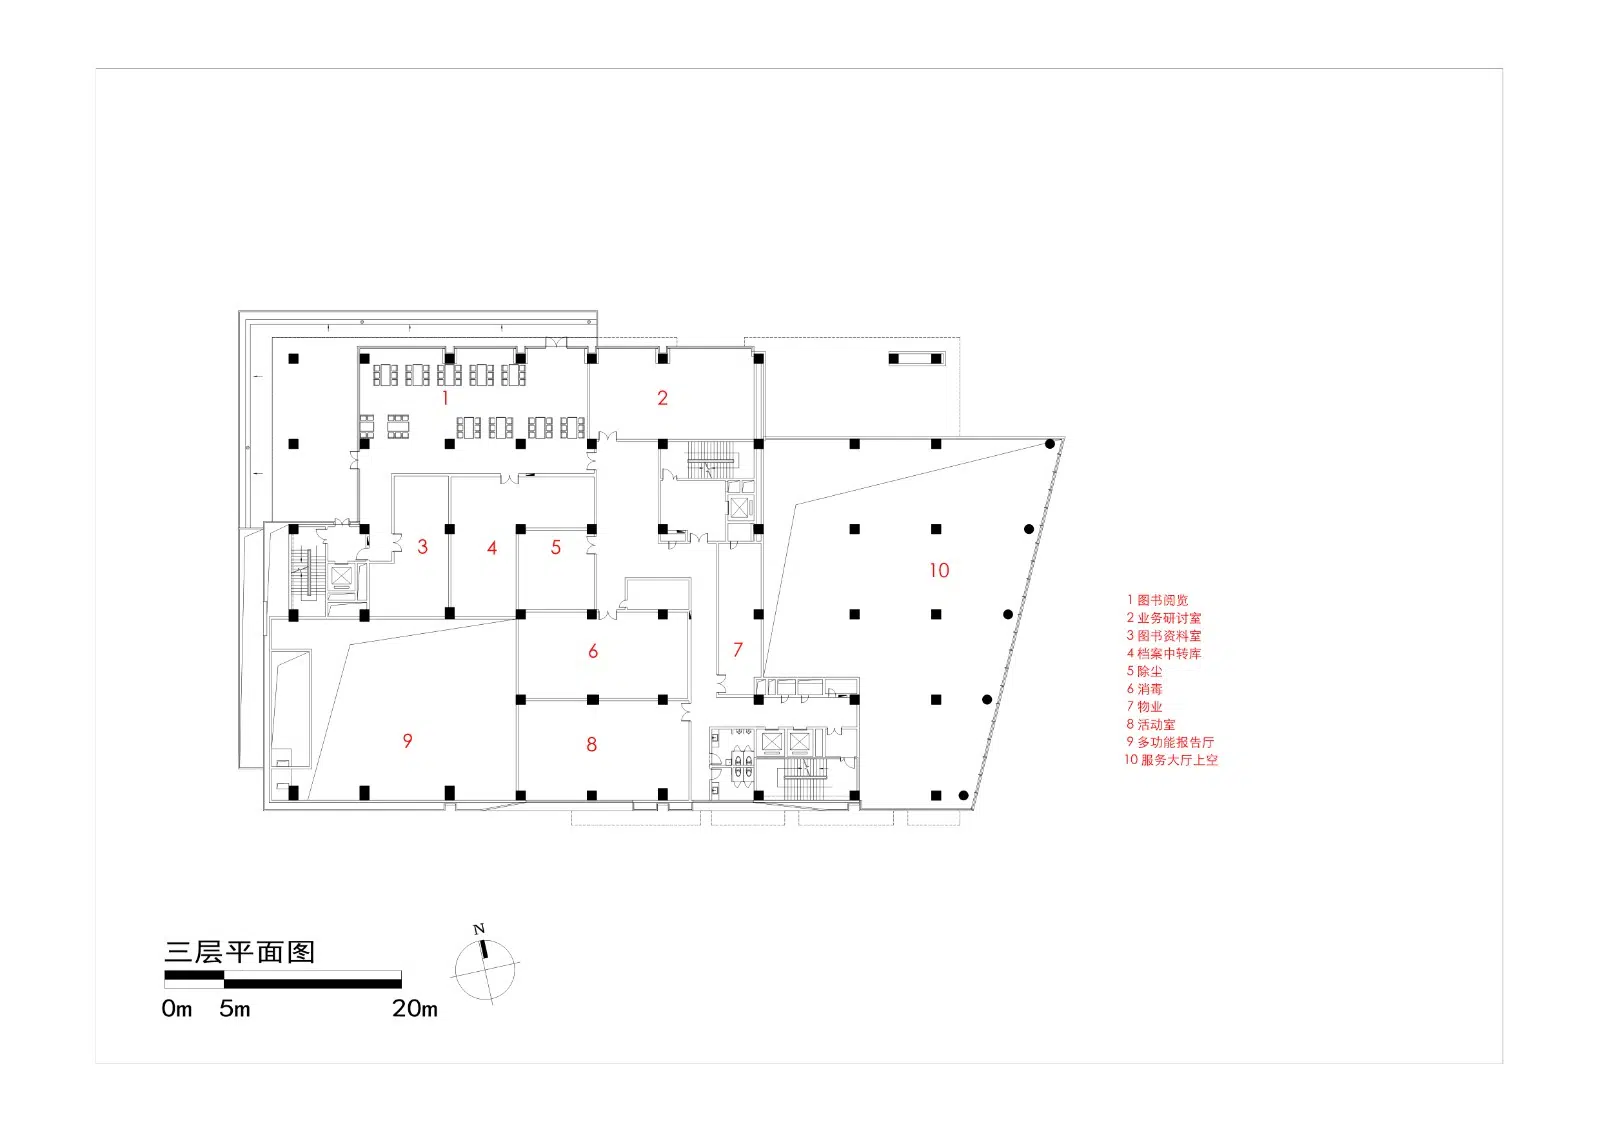 1
2
3
4
5
10
6
7
9
8
1 图书阅览
2 业务研讨室
3 图书资料室
4 档案中转库
5 除尘
6 消毒
7 物业
8 活动室
9 多功能报告厅
10 服务大厅上空
三层平面图
0m 5m 20m
N